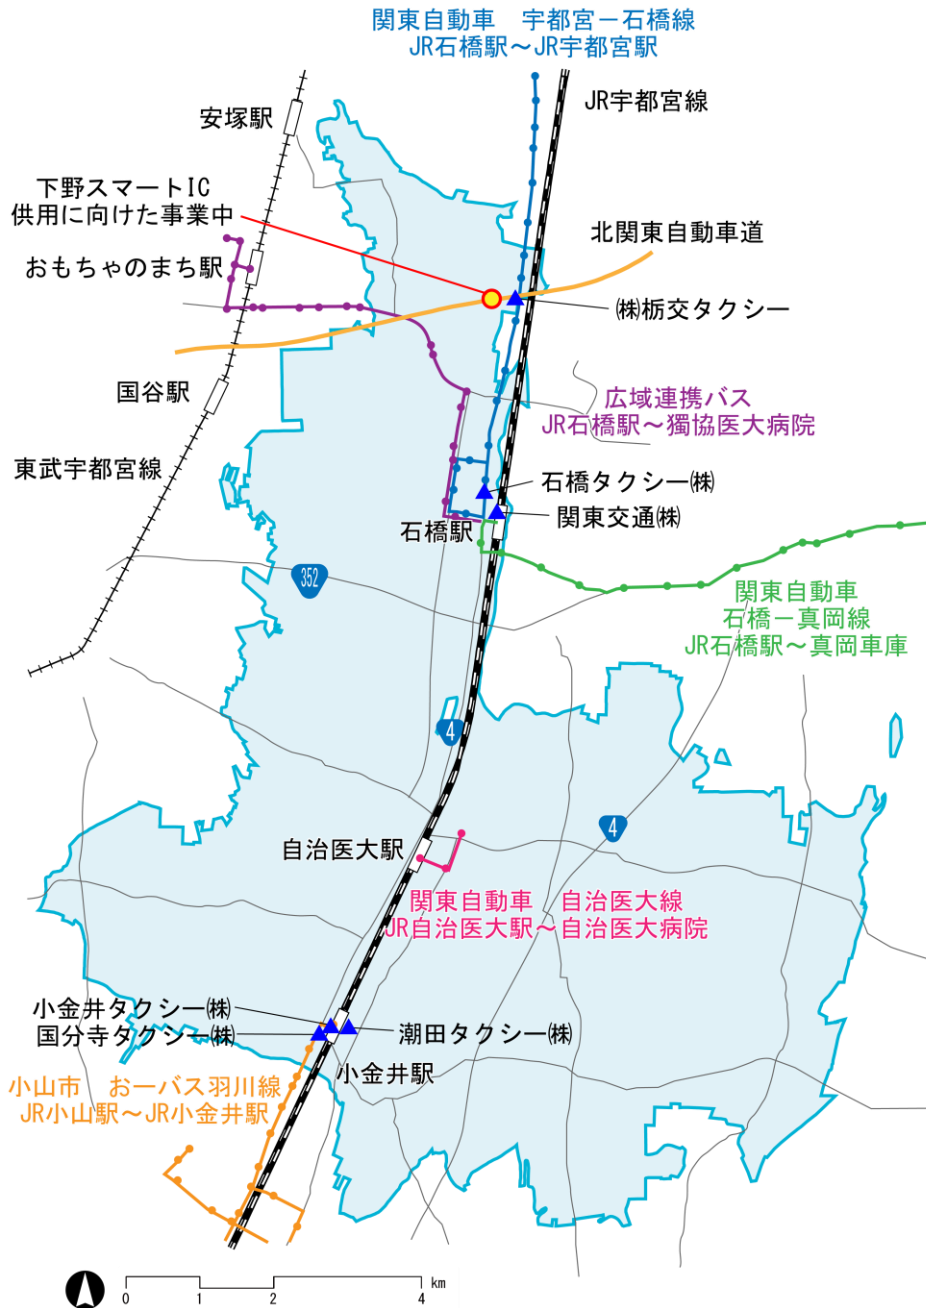 関東自動車　宇都宮－石橋線
JR石橋駅～JR宇都宮駅
JR宇都宮線
安塚駅
下野スマートIC
供用に向けた事業中
北関東自動車道
おもちゃのまち駅
㈱栃交タクシー
国谷駅
広域連携バス
JR石橋駅～獨協医大病院
東武宇都宮線
石橋タクシー㈱
関東交通㈱
石橋駅
352
関東自動車
石橋－真岡線
JR石橋駅～真岡車庫
4
4
自治医大駅
関東自動車　自治医大線
JR自治医大駅～自治医大病院
小金井タクシー㈱
国分寺タクシー㈱
潮田タクシー㈱
小金井駅
小山市　おーバス羽川線
JR小山駅～JR小金井駅
km
0 1 2 4